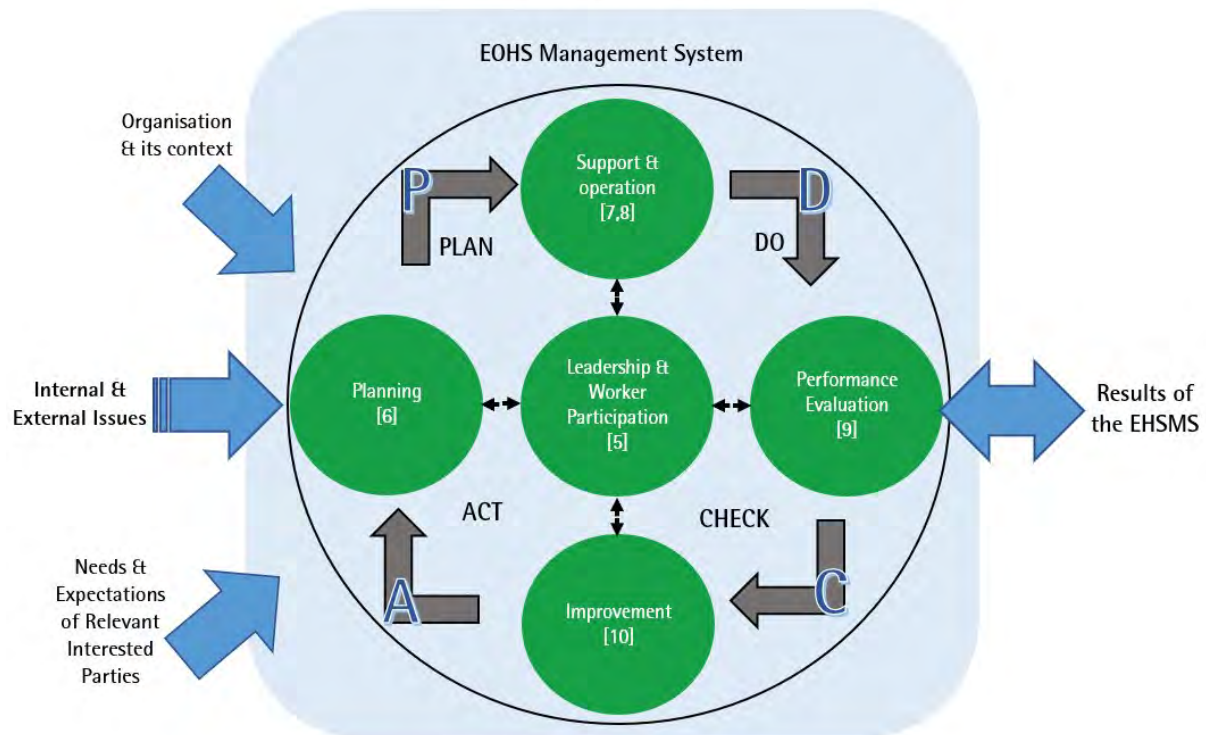 EOHS Management System
Organisation
& its context
Support &
operation
[7,8]
P
PLAN
D
DO
Internal &
External Issues
Planning
[6]
Leadership &
Worker
Participation
[5]
Performance
Evaluation
[9]
Results of
the EHSMS
ACT
CHECK
Needs &
Expectations
of Relevant
Interested
Parties
A
C
Improvement
[10]